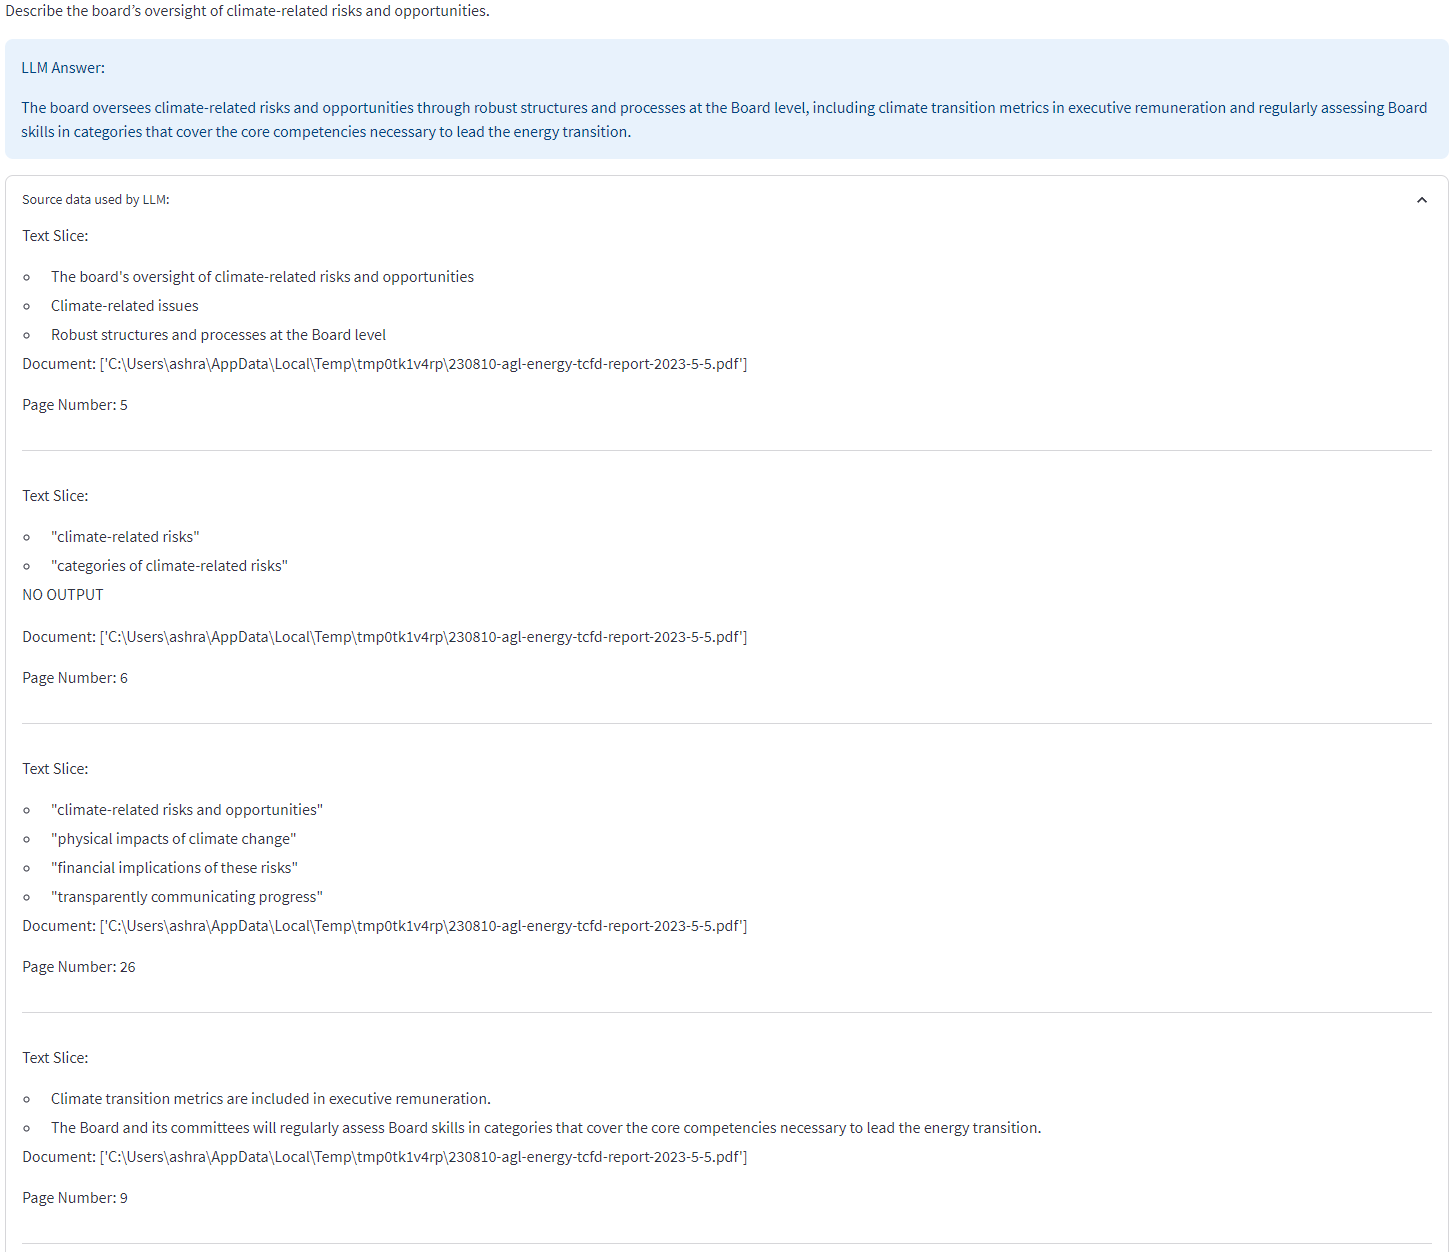 Describe the board’s oversight of climate-related risks and opportunities.
LLM Answer:
The board oversees climate-related risks and opportunities through robust structures and processes at the Board level, including climate transition metrics in executive remuneration and regularly assessing Board
skills in categories that cover the core competencies necessary to lead the energy transition.
Source data used by LLM:
Text Slice:
The board's oversight of climate-related risks and opportunities
Climate-related issues
Robust structures and processes at the Board level
Document: ['C:\Users\ashra\AppData\Local\Temp\tmp0tk1v4rp\230810-agl-energy-tcfd-report-2023-5-5.pdf']
Page Number: 5
Text Slice:
"climate-related risks"
"categories of climate-related risks"
NO OUTPUT
Document: ['C:\Users\ashra\AppData\Local\Temp\tmp0tk1v4rp\230810-agl-energy-tcfd-report-2023-5-5.pdf']
Page Number: 6
Text Slice:
"climate-related risks and opportunities"
"physical impacts of climate change"
"financial implications of these risks"
"transparently communicating progress"
Document: ['C:\Users\ashra\AppData\Local\Temp\tmp0tk1v4rp\230810-agl-energy-tcfd-report-2023-5-5.pdf']
Page Number: 26
Text Slice:
Climate transition metrics are included in executive remuneration.
The Board and its committees will regularly assess Board skills in categories that cover the core competencies necessary to lead the energy transition.
Document: ['C:\Users\ashra\AppData\Local\Temp\tmp0tk1v4rp\230810-agl-energy-tcfd-report-2023-5-5.pdf']
Page Number: 9